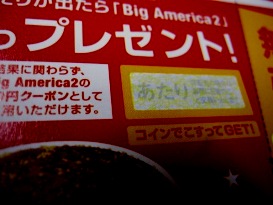 たりが出たら「Big America2」
っプレゼント!
結果に関わらず、
g America2の
円クーポンとして
用いただけます。
あたり
コインでこすってGET!